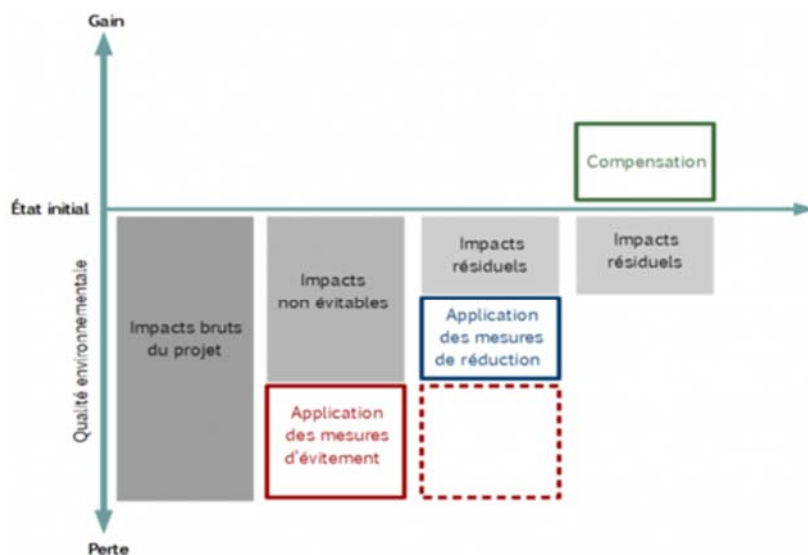 Gain
Compensation
État initial
Qualité environnementale
Impacts bruts
du projet
Impacts
non évitables
Application
des mesures
d'évitement
Impacts
résiduels
Application
des mesures
de réduction
Impacts
résiduels
Perte